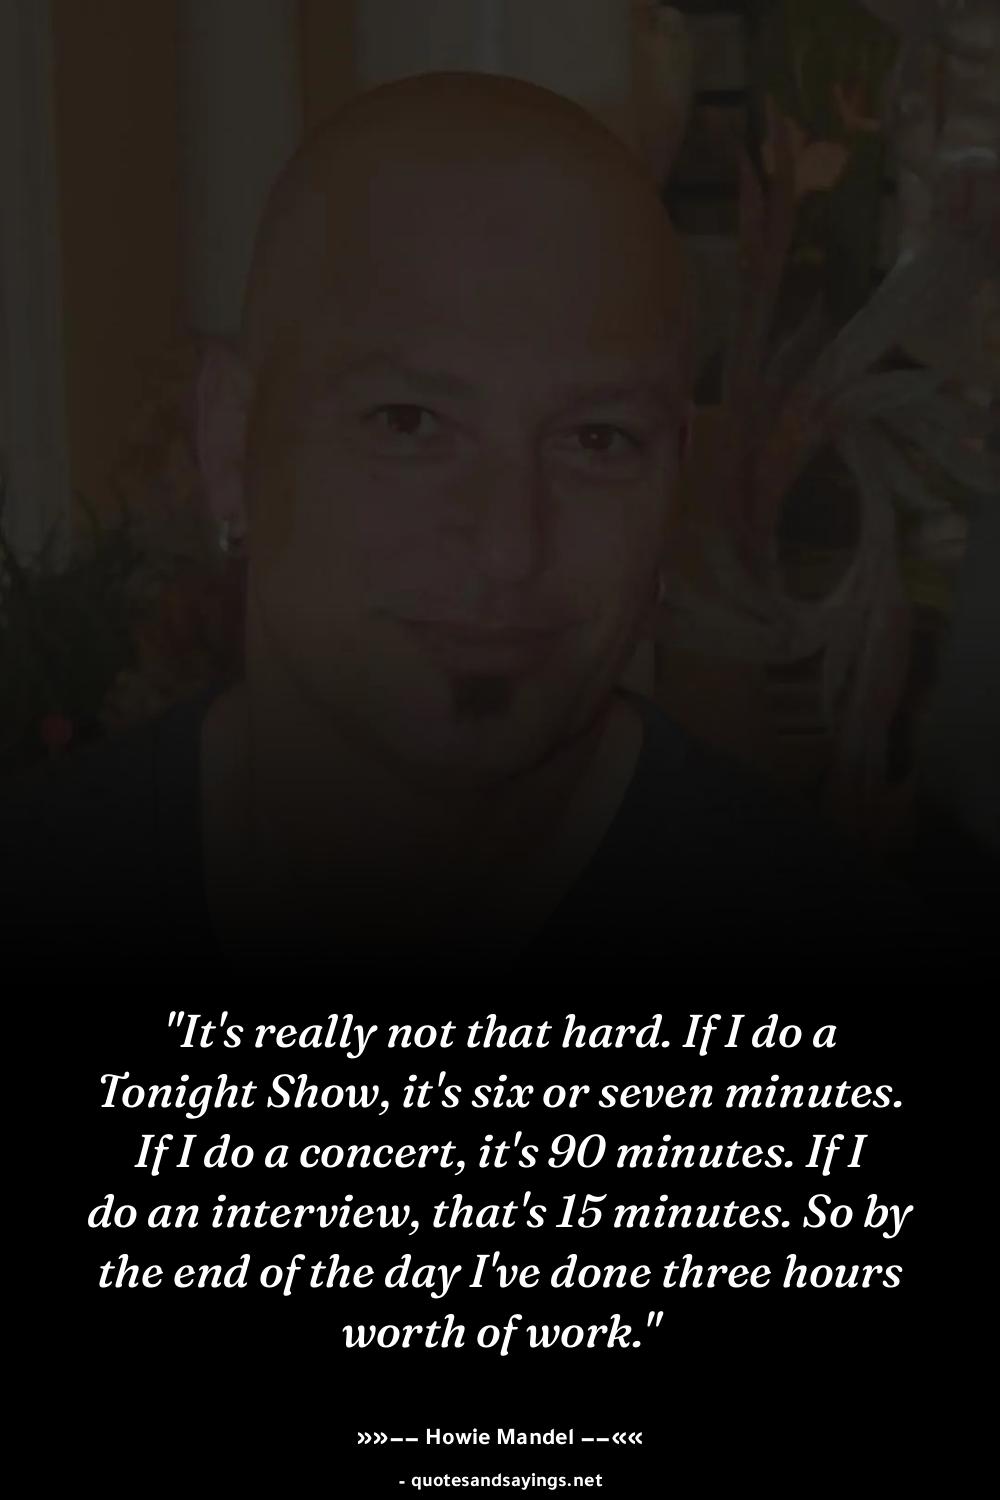 "It's really not that hard. If I do a
Tonight Show, it's six or seven minutes.
If I do a concert, it's 90 minutes. If I
do an interview, that's 15 minutes. So by
the end of the day I've done three hours
worth of work."
»»–– Howie Mandel ––««
- quotesandsayings.net